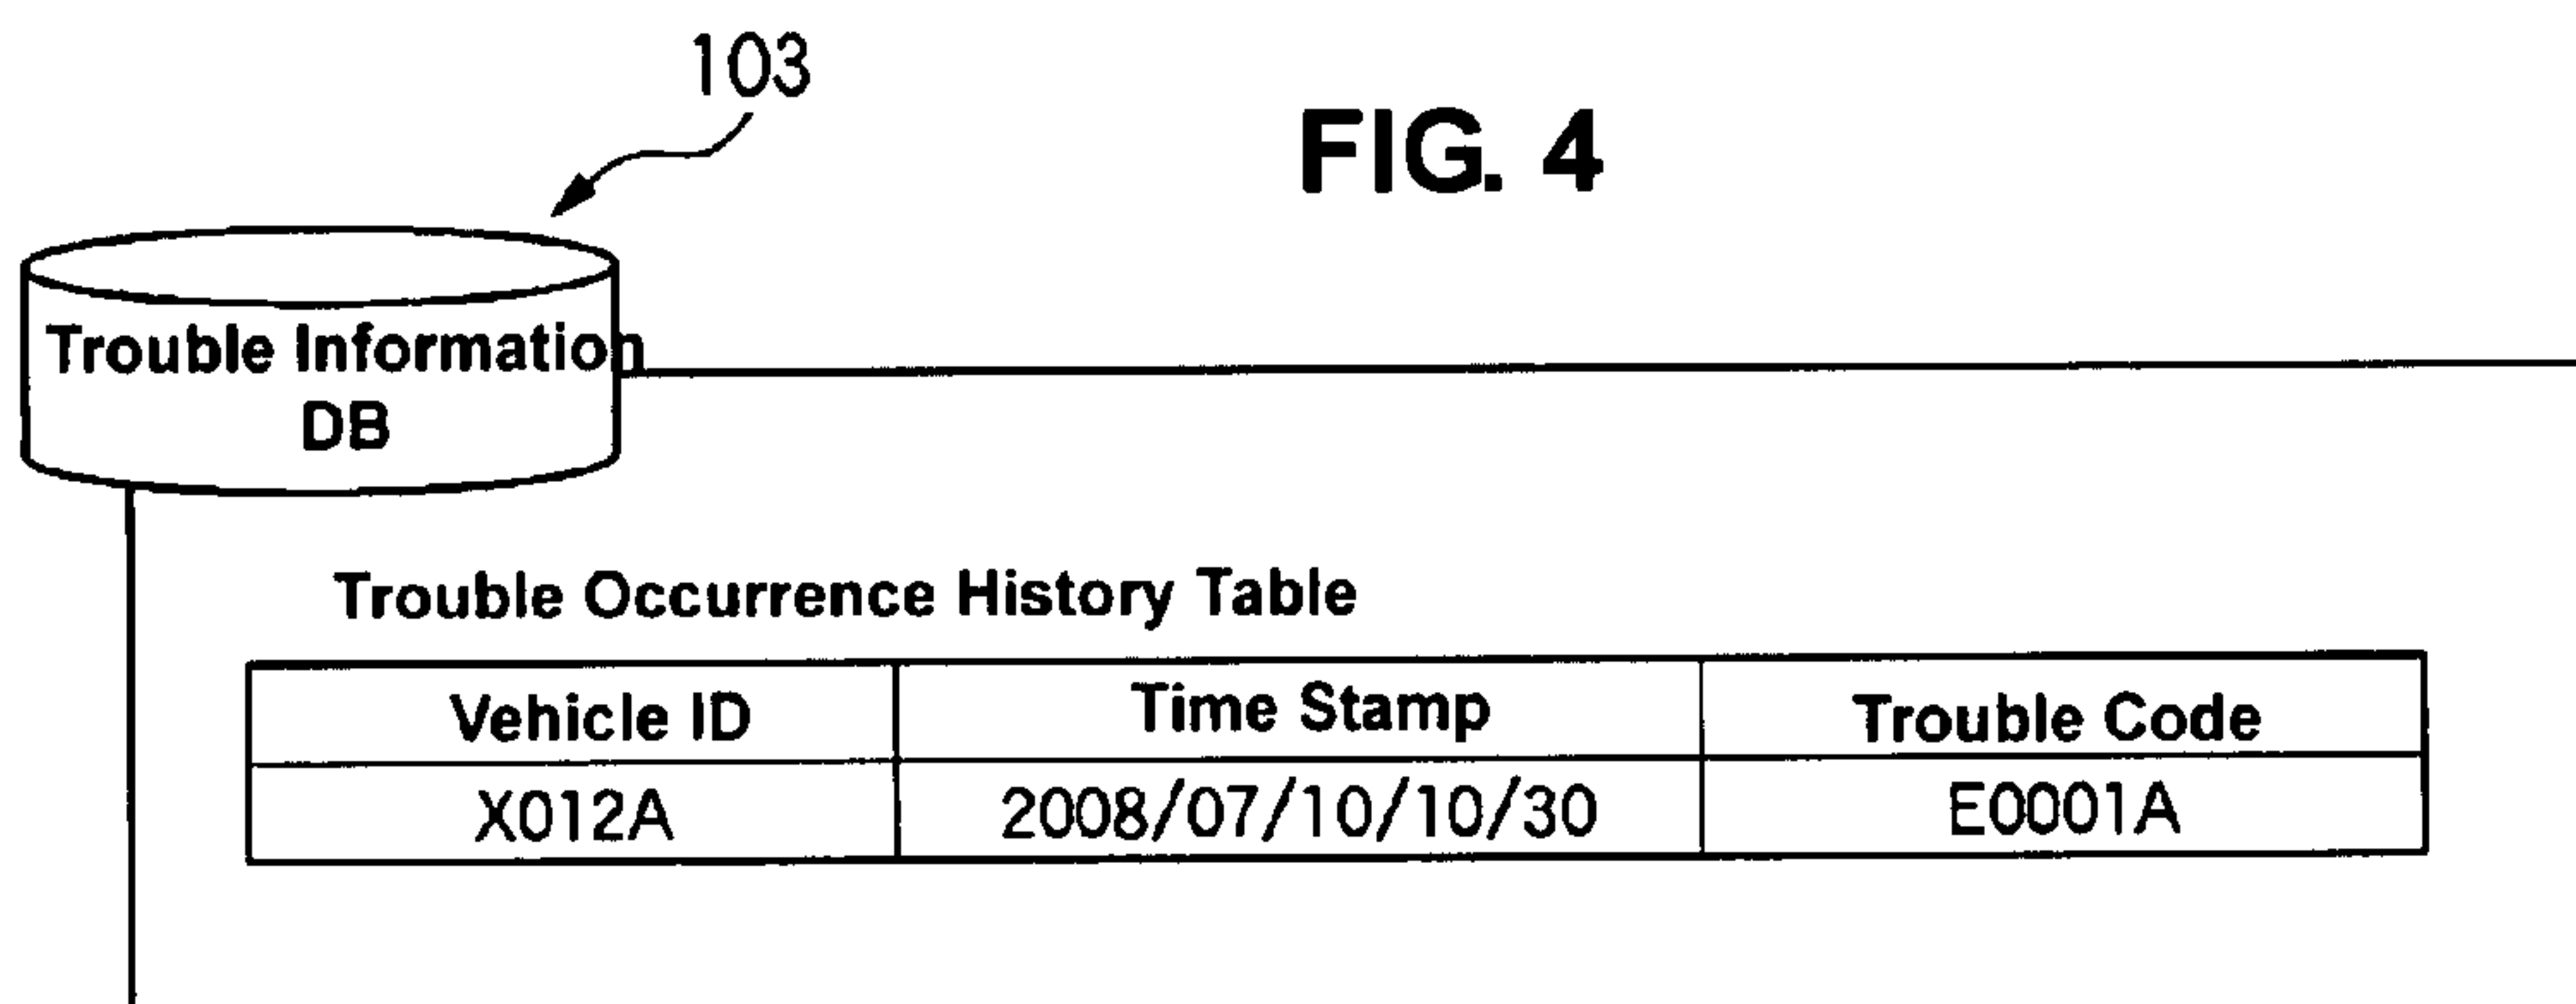 103
FIG. 4
Trouble Information
DB
Trouble Occurrence History Table
Vehicle ID Time Stamp Trouble Code
X012A 2008/07/10/10/30 E0001A